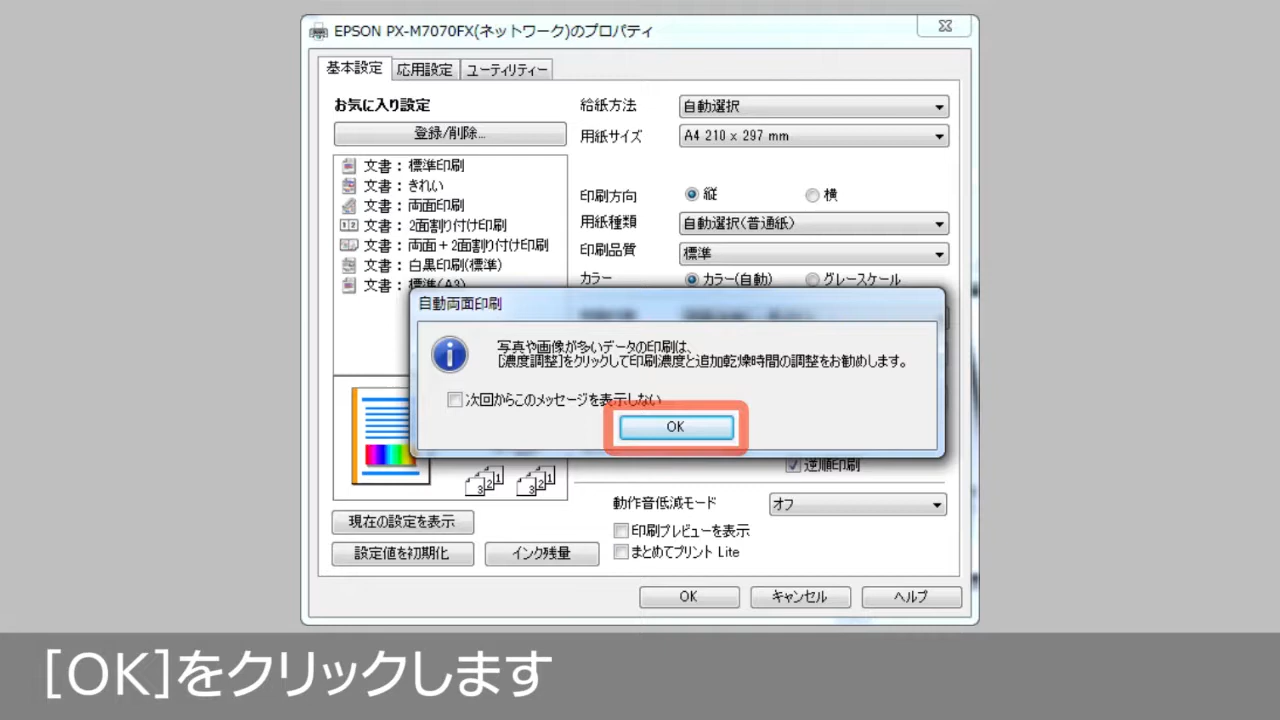 EPSON PX-M7070FX(ネットワーク)のプロパティ
基本設定 応用設定 ユーティリティー
お気に入り設定
登録/削除...
文書：標準印刷
文書：きれい
文書：両面印刷
文書：2面割り付け印刷
文書：両面＋2面割り付け印刷
文書：白黒印刷(標準)
文書：標準(A3)
給紙方法 自動選択
用紙サイズ A4 210 x 297 mm
印刷方向 縦 横
用紙種類 自動選択(普通紙)
印刷品質 標準
カラー カラー(自動) グレースケール
自動両面印刷
写真や画像が多いデータの印刷は、
[濃度調整]をクリックして印刷濃度と追加乾燥時間の調整をお勧めします。
次回からこのメッセージを表示しない
OK
逆順印刷
動作音低減モード オフ
現在の設定を表示
印刷プレビューを表示
設定値を初期化 インク残量
まとめてプリント Lite
OK キャンセル ヘルプ
[OK]をクリックします